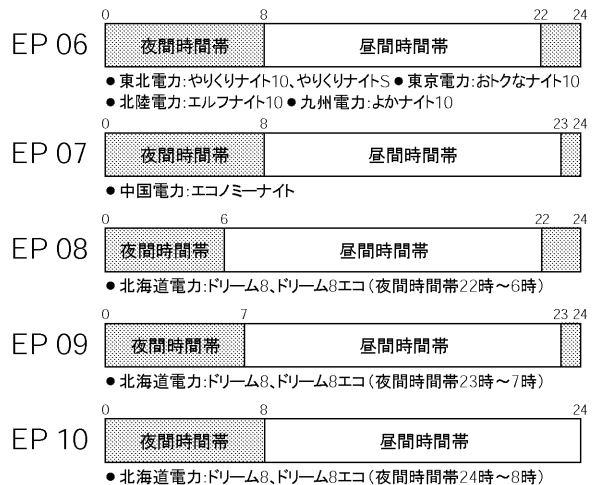 0 8 22 24
EP 06 夜間時間帯 昼間時間帯
●東北電力:やりくりナイト10、やりくりナイトS●東京電力:おトクなナイト10
●北陸電力:エルフナイト10●九州電力:よかナイト10
0 8 23 24
EP 07 夜間時間帯 昼間時間帯
●中国電力:エコノミーナイト
0 6 22 24
EP 08 夜間時間帯 昼間時間帯
●北海道電力:ドリーム8、ドリーム8エコ(夜間時間帯22時～6時)
0 7 23 24
EP 09 夜間時間帯 昼間時間帯
●北海道電力:ドリーム8、ドリーム8エコ(夜間時間帯23時～7時)
0 8 24
EP 10 夜間時間帯 昼間時間帯
●北海道電力:ドリーム8、ドリーム8エコ(夜間時間帯24時～8時)